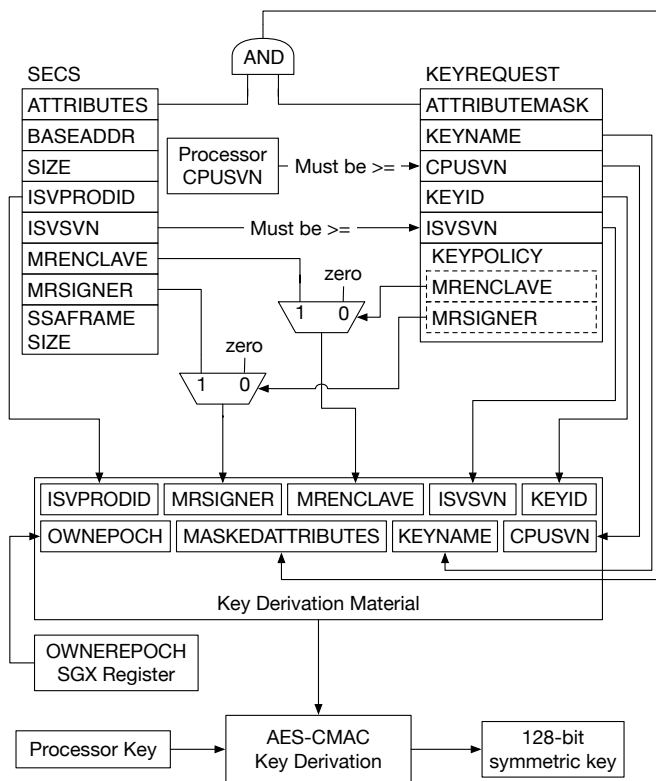 AND
SECS
KEYREQUEST
ATTRIBUTES
ATTRIBUTEMASK
BASEADDR
KEYNAME
SIZE
Processor
CPUSVN
Must be >=
CPUSVN
ISVPRODID
KEYID
ISVSVN
Must be >=
ISVSVN
MRENCLAVE
KEYPOLICY
MRSIGNER
zero
MRENCLAVE
SSAFRAME
SIZE
1 0
MRSIGNER
zero
1 0
ISVPRODID
MRSIGNER
MRENCLAVE
ISVSVN
KEYID
OWNEPOCH
MASKEDATTRIBUTES
KEYNAME
CPUSVN
Key Derivation Material
OWNEREPOCH
SGX Register
Processor Key
AES-CMAC
Key Derivation
128-bit
symmetric key